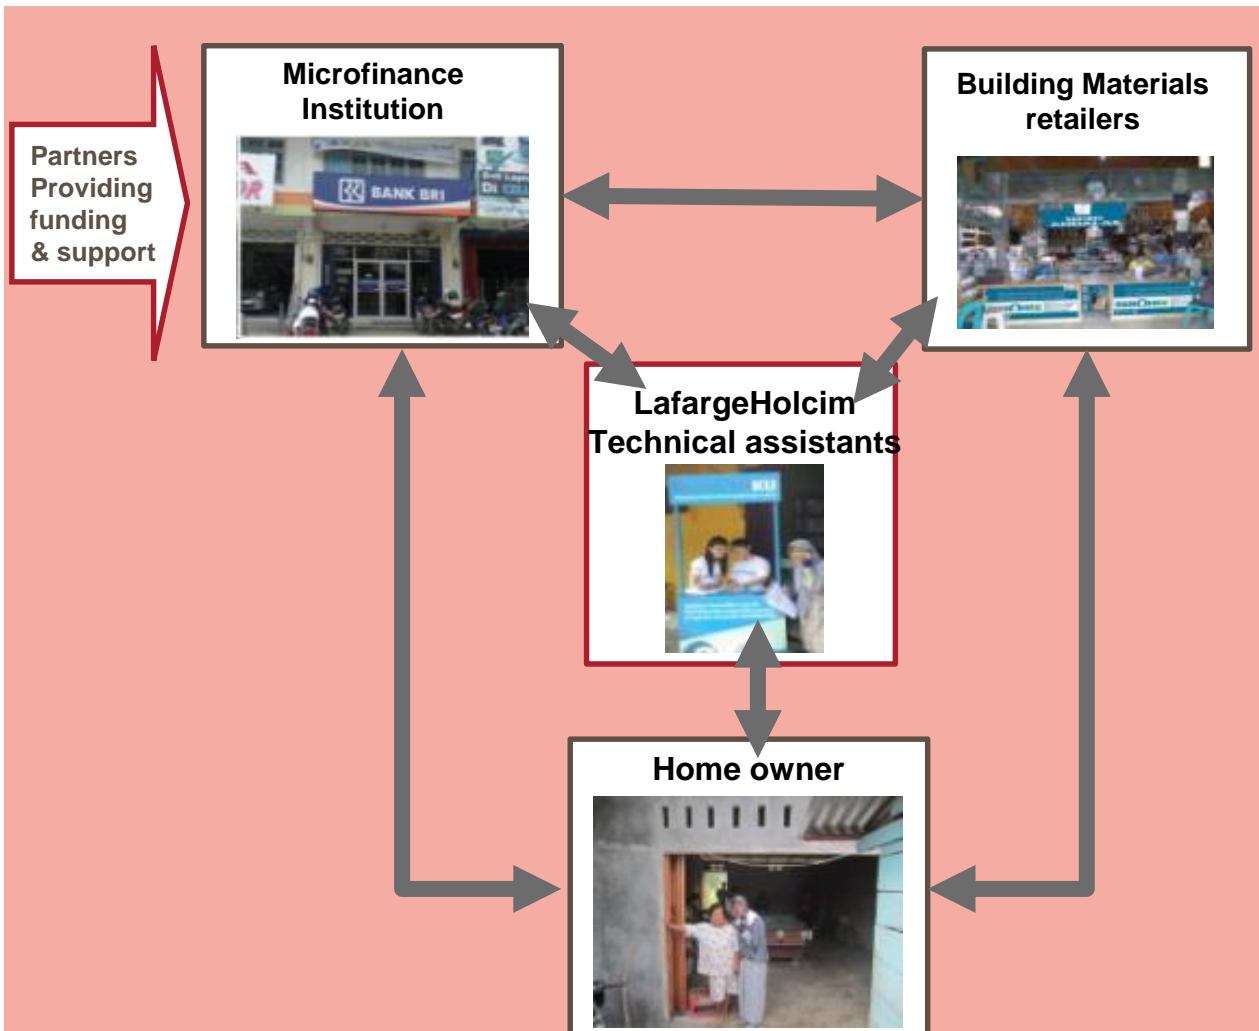 Microfinance
Institution
Building Materials
retailers
Partners
Providing
funding
& support
BANK BRI
LafargeHolcim
Technical assistants
Home owner